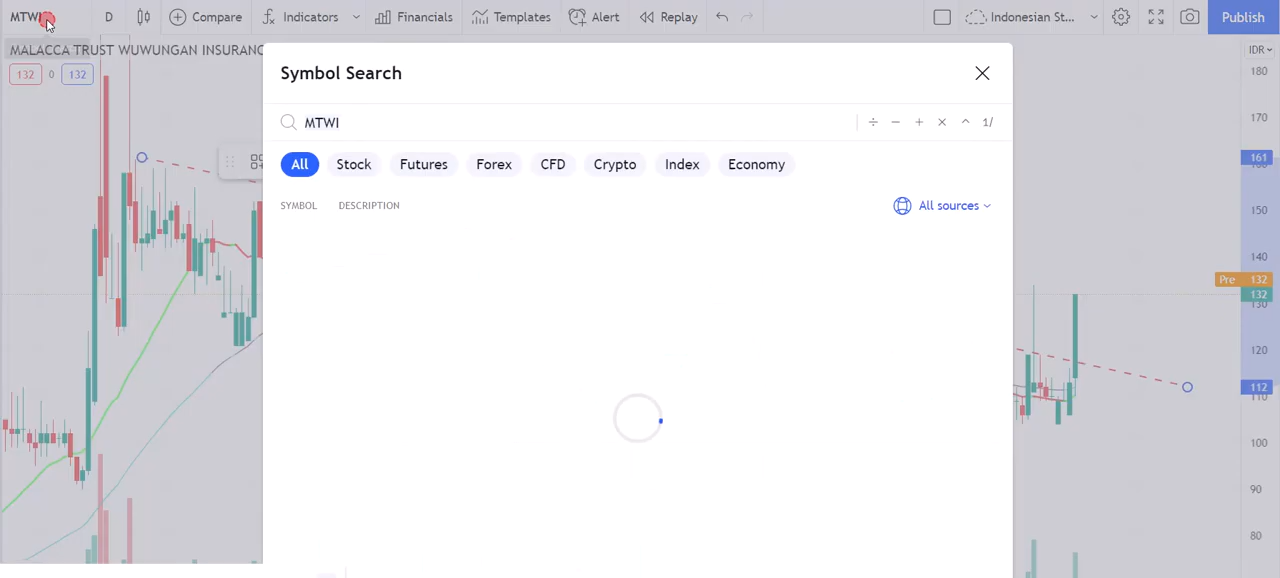 MTWI D Compare Indicators Financials Templates Alert Replay Indonesian St... Publish
MALACCA TRUST WUWUNGAN INSURANC
132 0 132
Symbol Search
MTWI ÷ − + × ^ 1/
All Stock Futures Forex CFD Crypto Index Economy
SYMBOL DESCRIPTION All sources
IDR
180
170
161
150
140
Pre 132
132
130
120
112
110
100
90
80